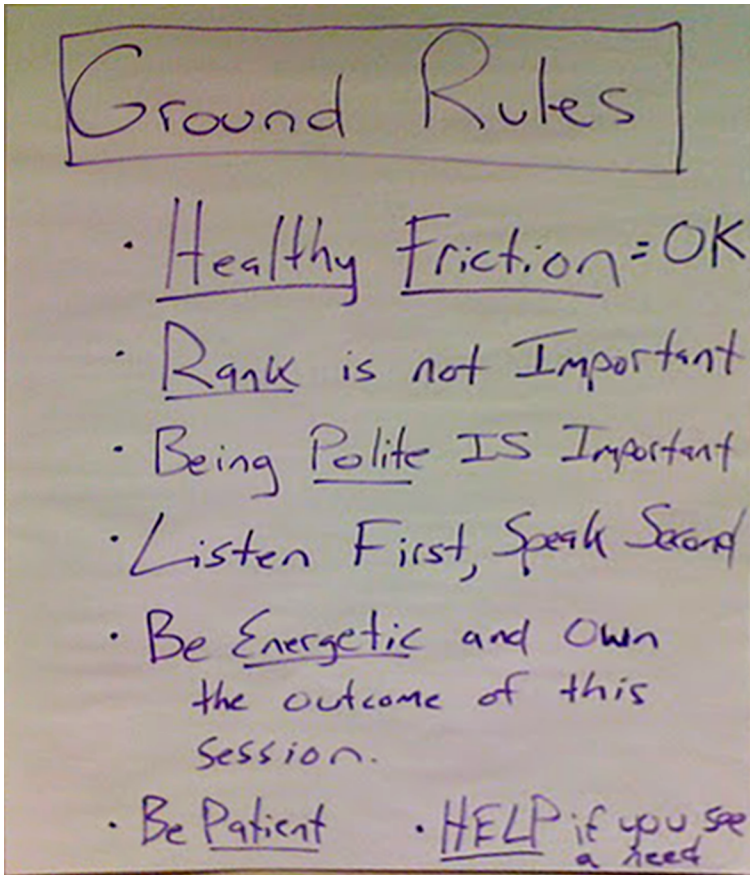 Ground Rules
· Healthy Friction = OK
· Rank is not Important
· Being Polite IS Important
· Listen First, Speak Second
· Be Energetic and Own
the outcome of this
session.
· Be Patient · HELP if you see
a need